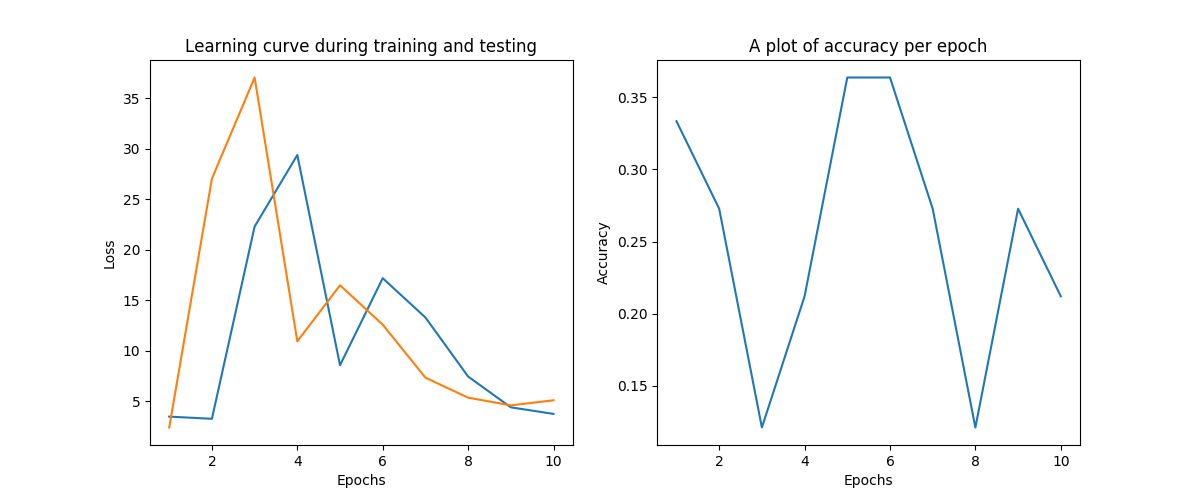 Learning curve during training and testing
35
30
25
20
15
10
5
Loss
2 4 6 8 10
Epochs
A plot of accuracy per epoch
0.35
0.30
0.25
0.20
0.15
Accuracy
2 4 6 8 10
Epochs